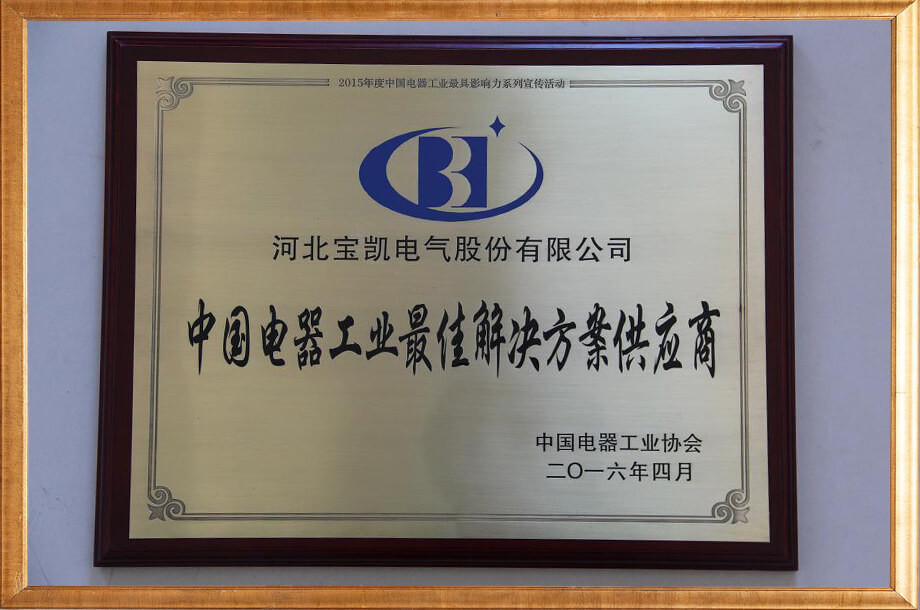 2015年度中国电器工业最具影响力系列宣传活动
河北宝凯电气股份有限公司
中国电器工业最佳解决方案供应商
中国电器工业协会
二〇一六年四月